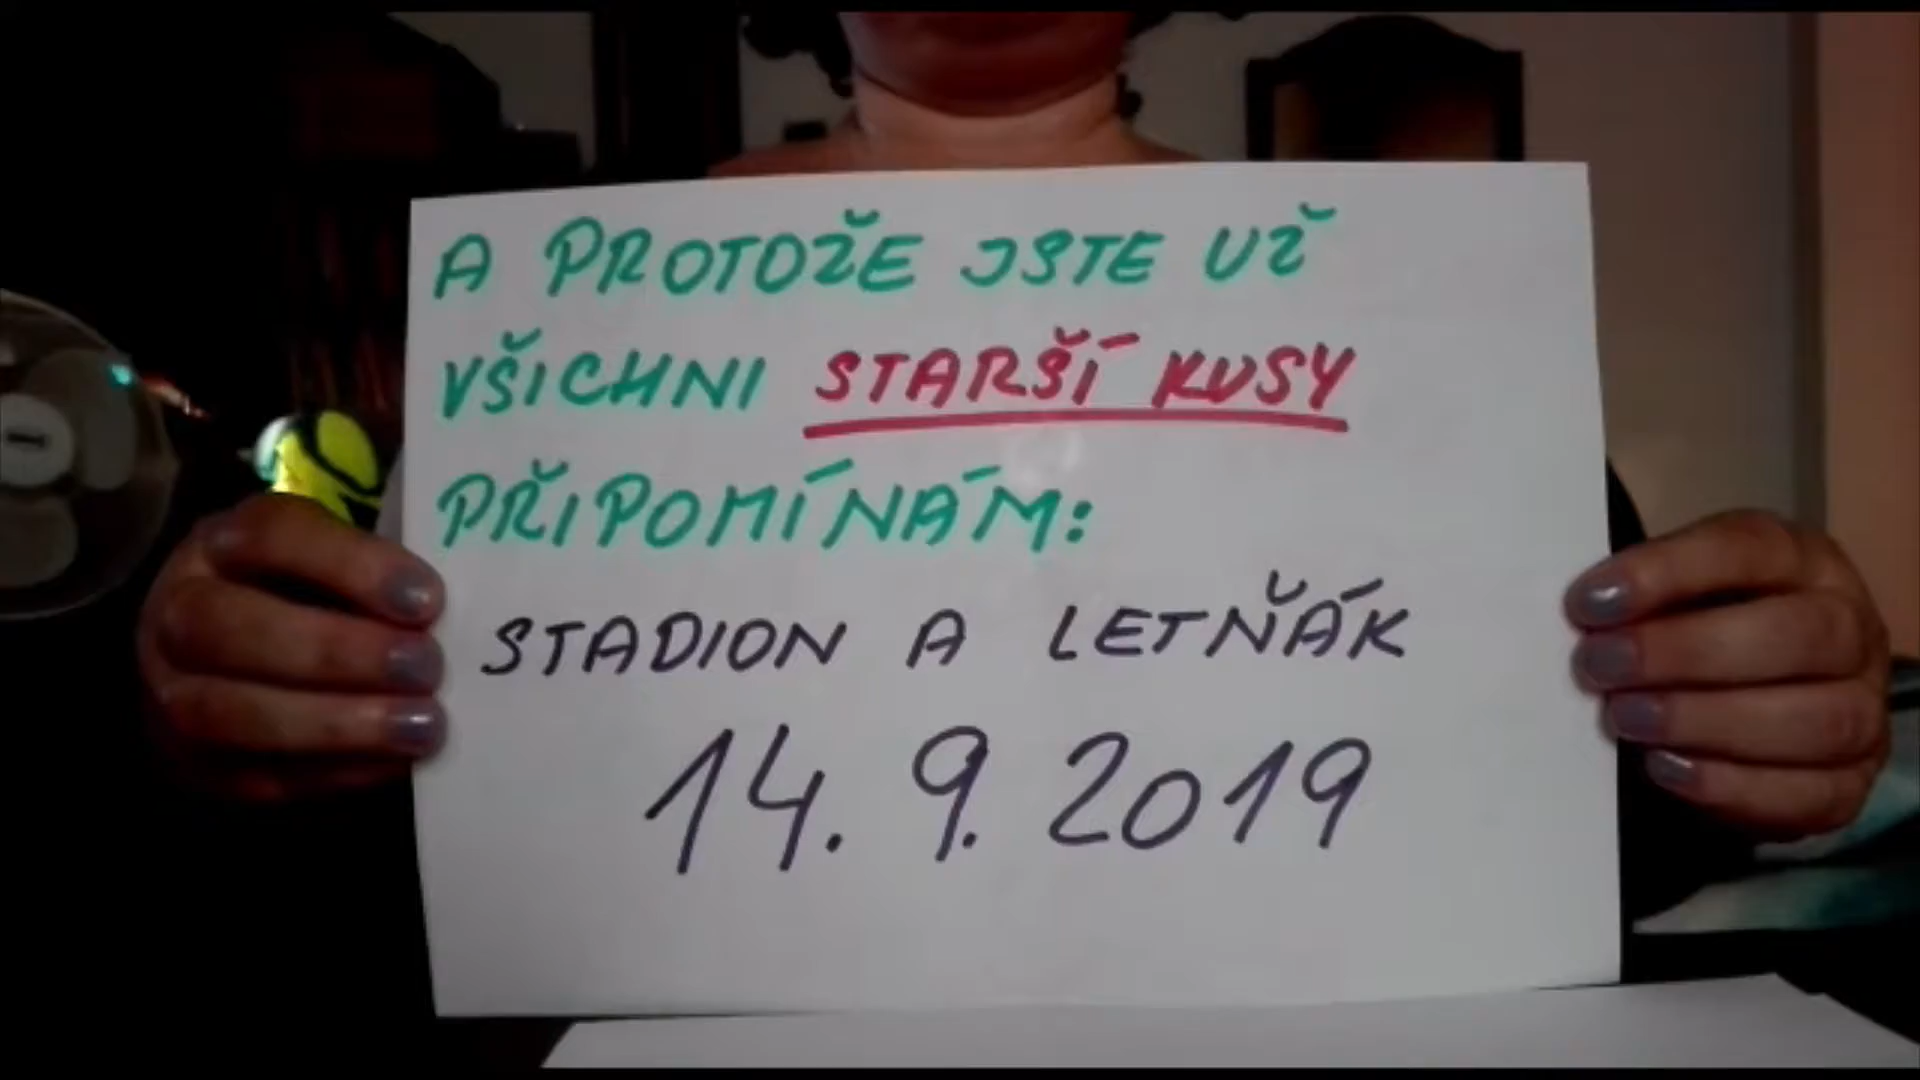 A PROTOŽE JSTE UŽ
VŠICHNI STARŠÍ KUSY
PŘIPOMÍNÁM:
STADION A LETŇÁK
14. 9. 2019